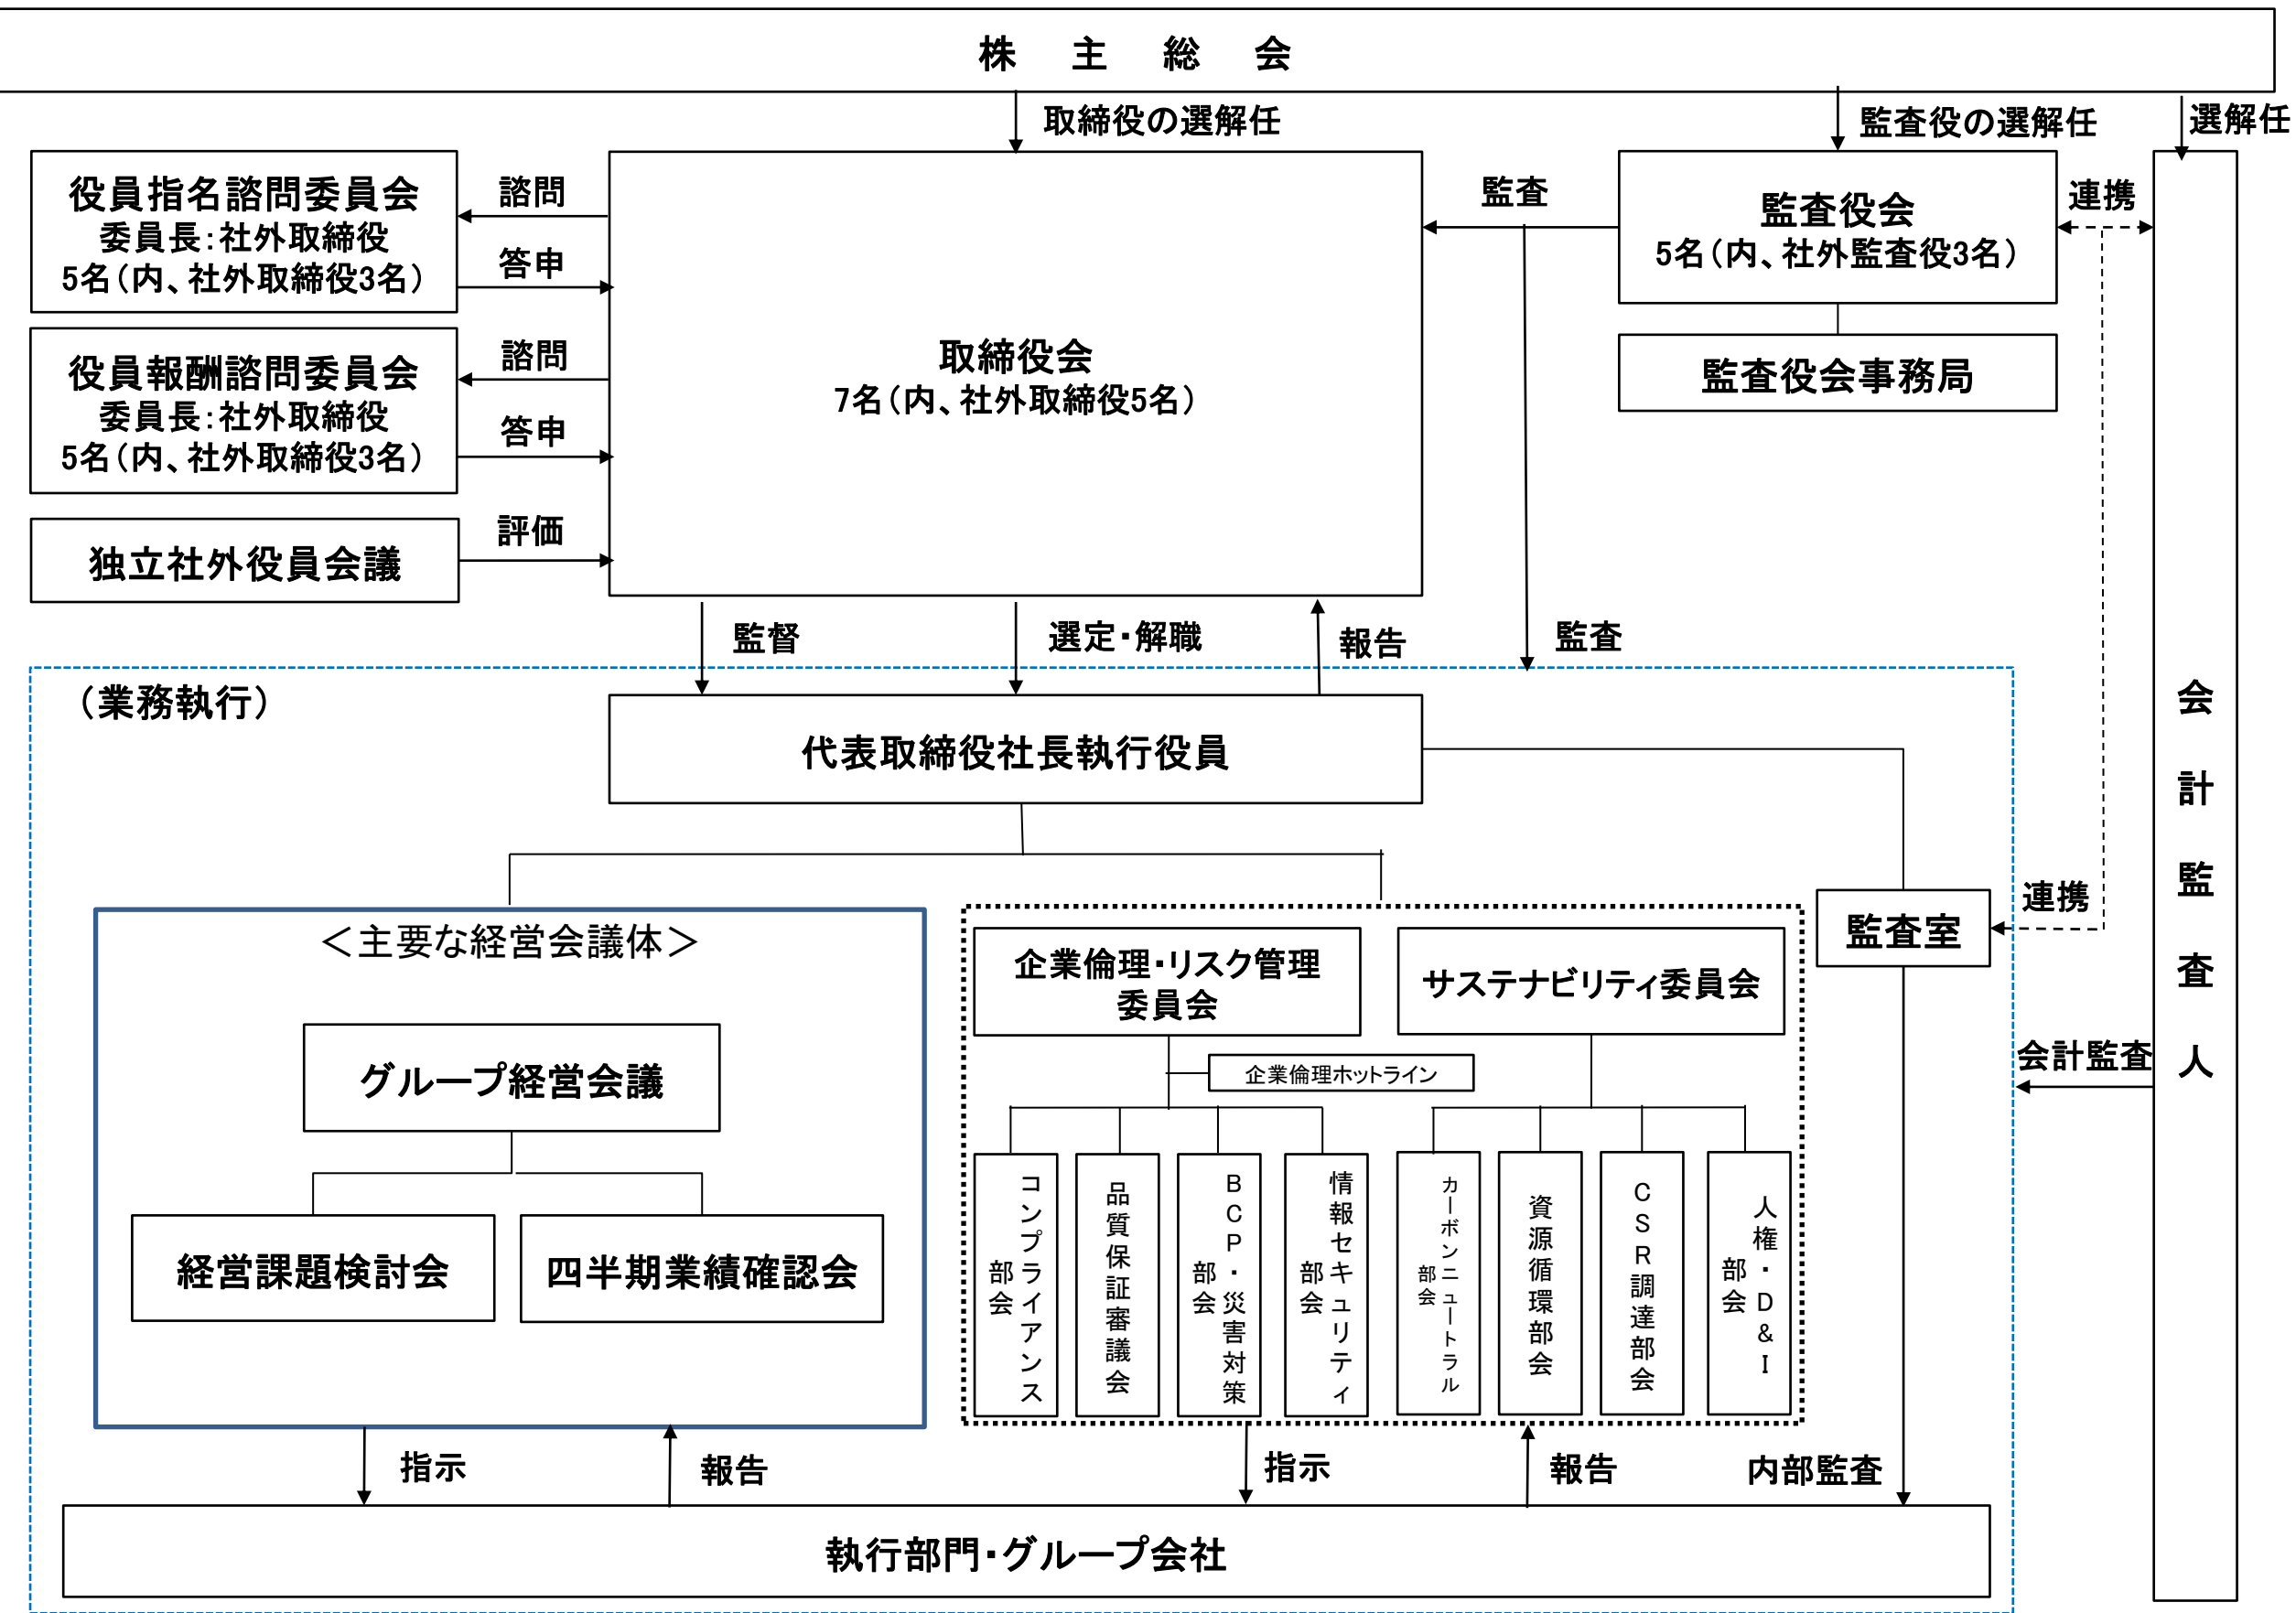 株主総会
取締役の選解任
監査役の選解任
選解任
役員指名諮問委員会
委員長：社外取締役
5名（内、社外取締役3名）
諮問
答申
役員報酬諮問委員会
委員長：社外取締役
5名（内、社外取締役3名）
諮問
答申
独立社外役員会議
評価
取締役会
7名（内、社外取締役5名）
監査
監査役会
5名（内、社外監査役3名）
連携
監査役会事務局
監督
選定・解職
報告
監査
（業務執行）
代表取締役社長執行役員
会計監査人
＜主要な経営会議体＞
グループ経営会議
経営課題検討会
四半期業績確認会
企業倫理・リスク管理
委員会
サステナビリティ委員会
企業倫理ホットライン
コンプライアンス
部会
品質保証審議会
BCP・災害対策
部会
情報セキュリティ
部会
カーボンニュートラル
部会
資源循環部会
CSR調達部会
人権・D&I
部会
監査室
連携
会計監査
指示
報告
指示
報告
内部監査
執行部門・グループ会社